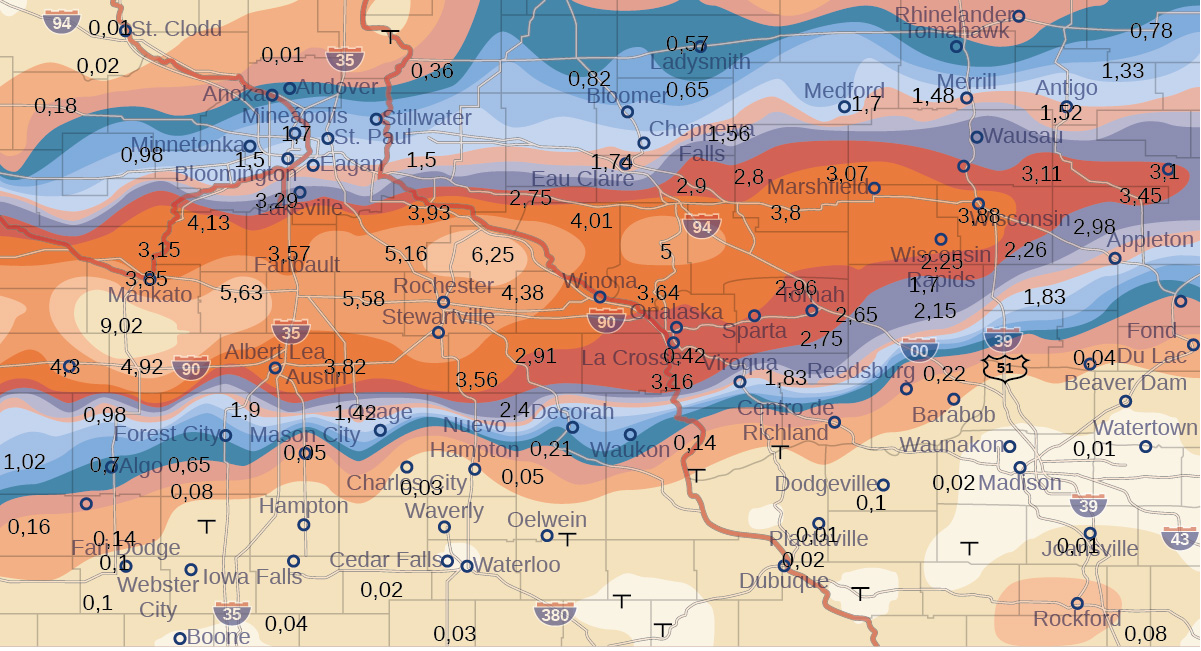 94
0,01
St. Clodd
0,02
0,01
35
0,36
0,57
Ladysmith
Rhinelander
Tomahawk
0,78
0,18
Anoka
Andover
0,82
Bloomer
0,65
Medford
1,7
1,48
Merrill
Antigo
1,52
1,33
Mineápolis
1,7
Stillwater
Minnetonka
St. Paul
0,98
1,5
Bloomington
Eagan
1,5
Cheppewa
Falls
1,56
1,74
Eau Claire
Wausau
3,29
Lakeville
2,75
2,9
2,8
Marshfield
3,07
3,11
3,1
3,45
4,13
3,93
4,01
94
3,8
3,88
Wisconsin
2,98
Appleton
3,15
3,57
Faribault
5,16
6,25
5
Wisconsin
Rapids
2,25
2,26
3,85
Mankato
5,63
5,58
Rochester
Stewartville
4,38
Winona
3,64
Onalaska
2,96
Tomah
1,7
2,15
1,83
9,02
35
90
Sparta
2,65
2,75
Fond
Du Lac
4,3
4,92
90
Albert Lea
Austin
3,82
2,91
La Crosse
0,42
Viroqua
00
39
51
0,04
3,56
3,16
1,83
Reedsburg
0,22
Beaver Dam
0,98
1,9
1,42
Osage
2,4
Decorah
Centro de
Richland
Barabob
Forest City
Mason City
0,05
Nuevo
Hampton
0,21
Waukon
0,14
Waunakon
0,01
Watertown
1,02
0,7
Algo
0,65
0,08
Charles City
0,03
0,05
Dodgeville
0,1
0,02
Madison
0,16
Hampton
Waverly
Oelwein
39
43
0,14
Fan Dodge
0,1
Plastaville
0,01
0,02
Dubuque
0,01
Joansville
Webster
City
Iowa Falls
Cedar Falls
Waterloo
0,02
0,1
35
0,04
380
0,03
Boone
Rockford
0,08